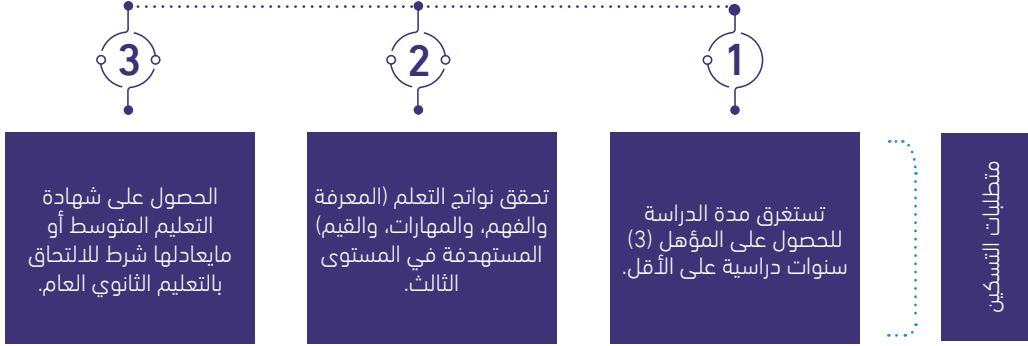 متطلبات التسكين
1
تستغرق مدة الدراسة
للحصول على المؤهل (3)
سنوات دراسية على الأقل.
2
تحقق نواتج التعلم (المعرفة
والفهم، والمهارات، والقيم)
المستهدفة في المستوى
الثالث.
3
الحصول على شهادة
التعليم المتوسط أو
مايعادلها شرط للالتحاق
بالتعليم الثانوي العام.